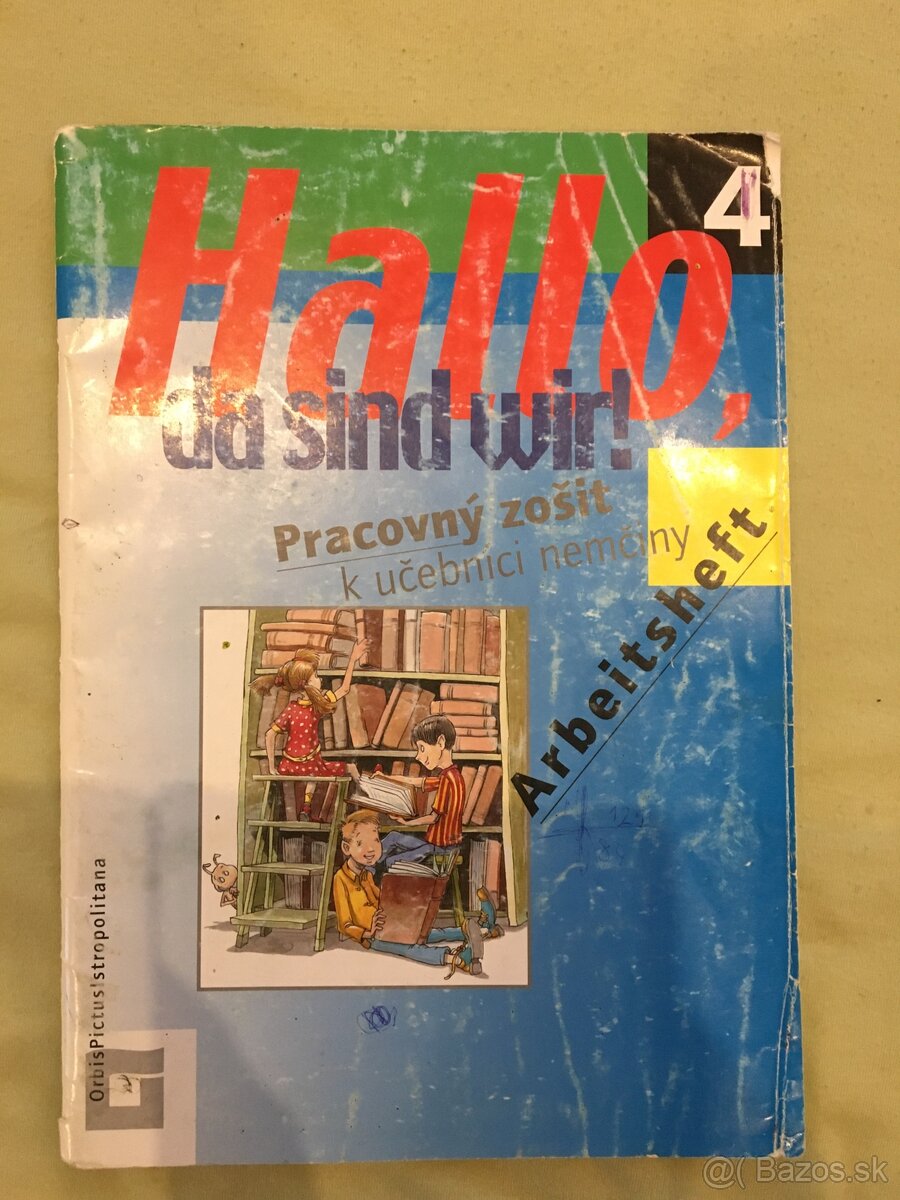 4
Hallo,
da sind wir!
Pracovný zošit
k učebnici nemčiny
Arbeitsheft
OrbisPictusIstropolitana
@( Bazos.sk